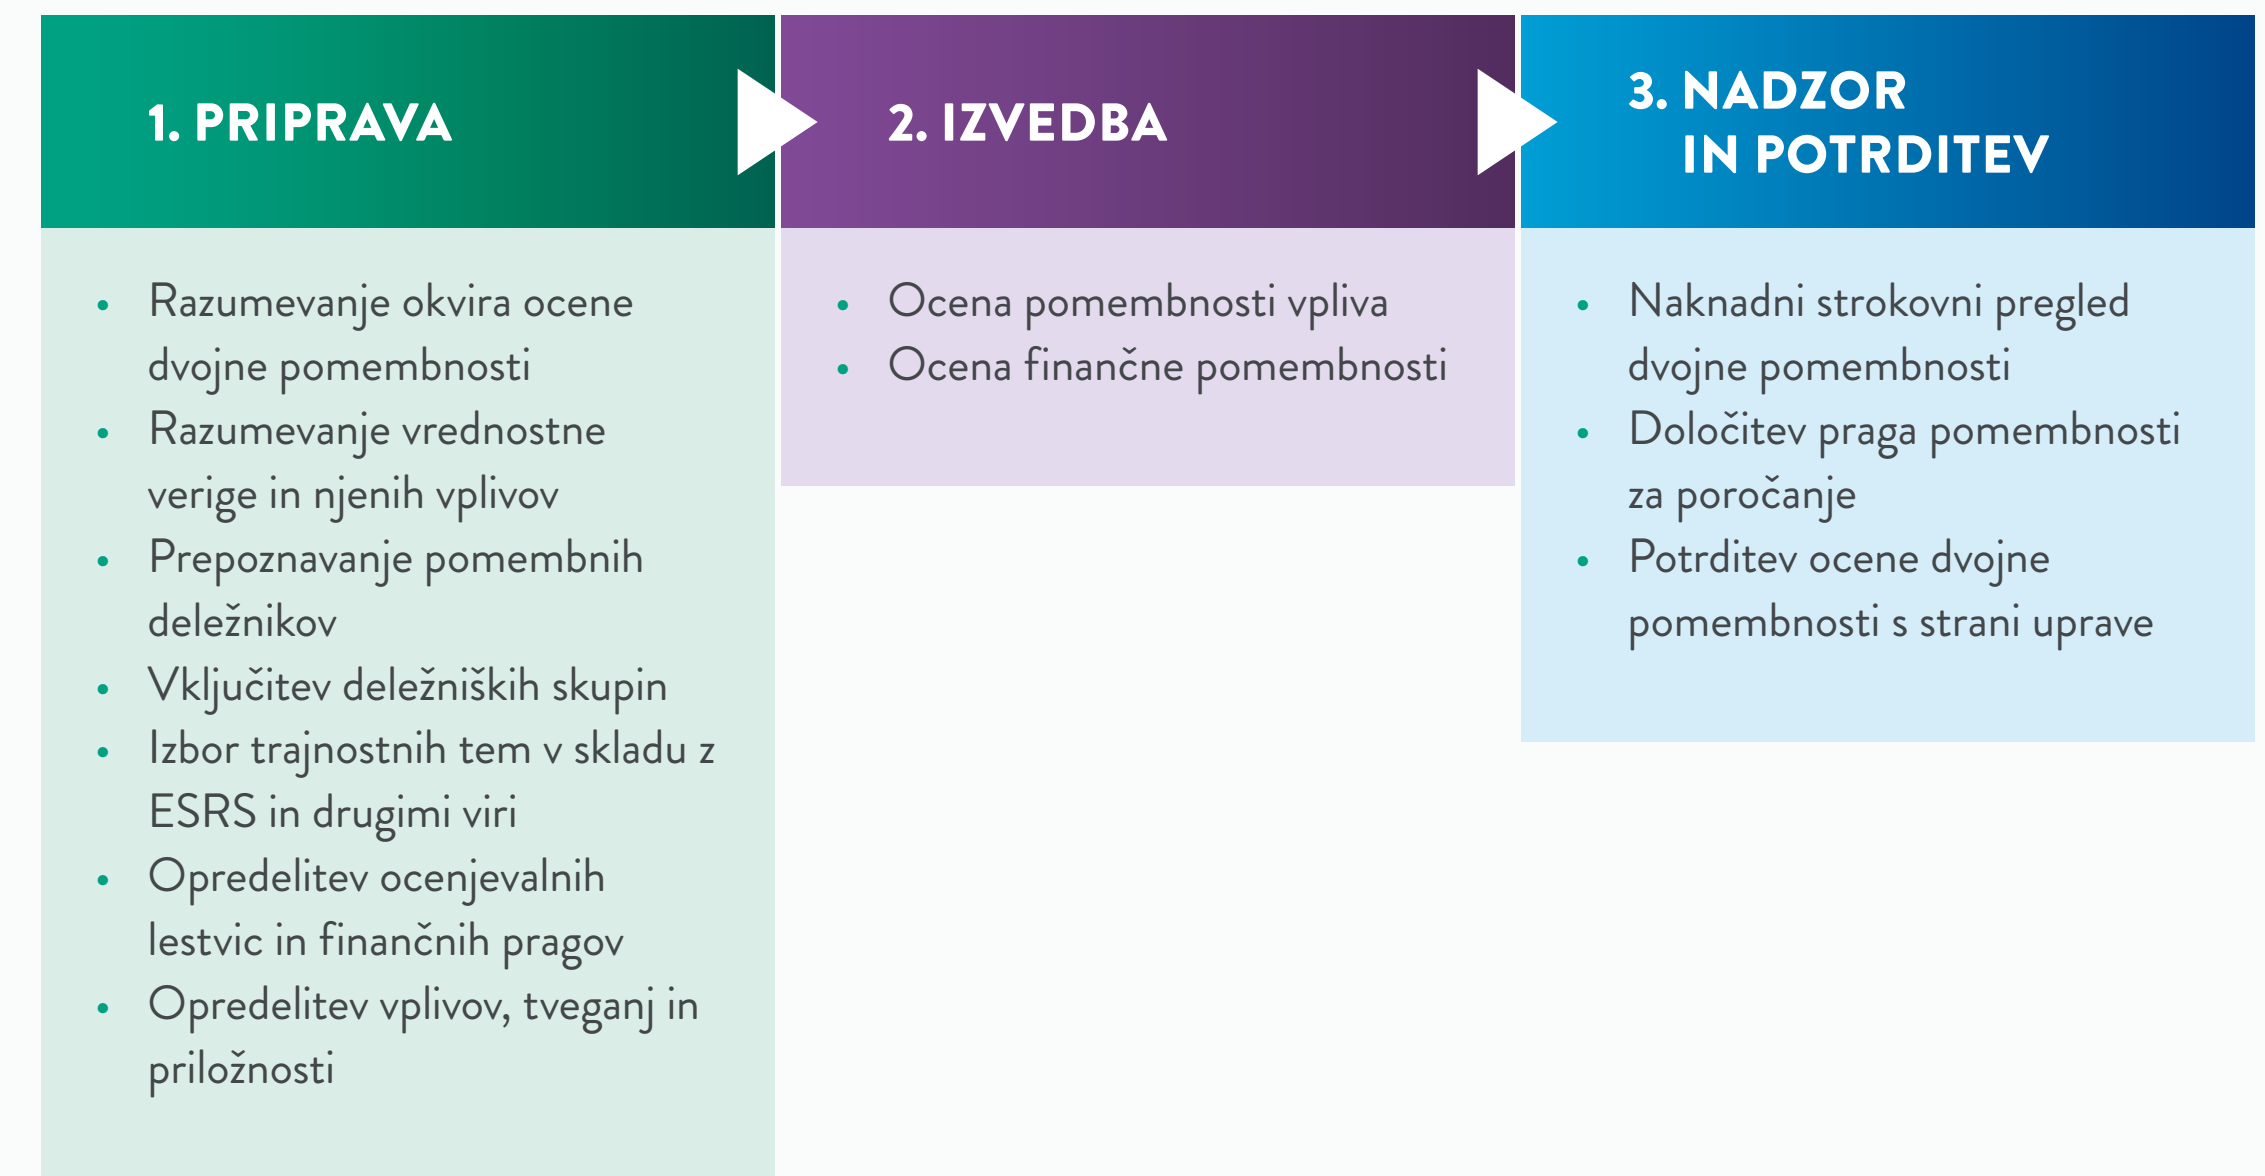 1. PRIPRAVA
• Razumevanje okvira ocene
dvojne pomembnosti
• Razumevanje vrednostne
verige in njenih vplivov
• Prepoznavanje pomembnih
deležnikov
• Vključitev deležniških skupin
• Izbor trajnostnih tem v skladu z
ESRS in drugimi viri
• Opredelitev ocenjevalnih
lestvic in finančnih pragov
• Opredelitev vplivov, tveganj in
priložnosti
2. IZVEDBA
• Ocena pomembnosti vpliva
• Ocena finančne pomembnosti
3. NADZOR
IN POTRDITEV
• Naknadni strokovni pregled
dvojne pomembnosti
• Določitev praga pomembnosti
za poročanje
• Potrditev ocene dvojne
pomembnosti s strani uprave